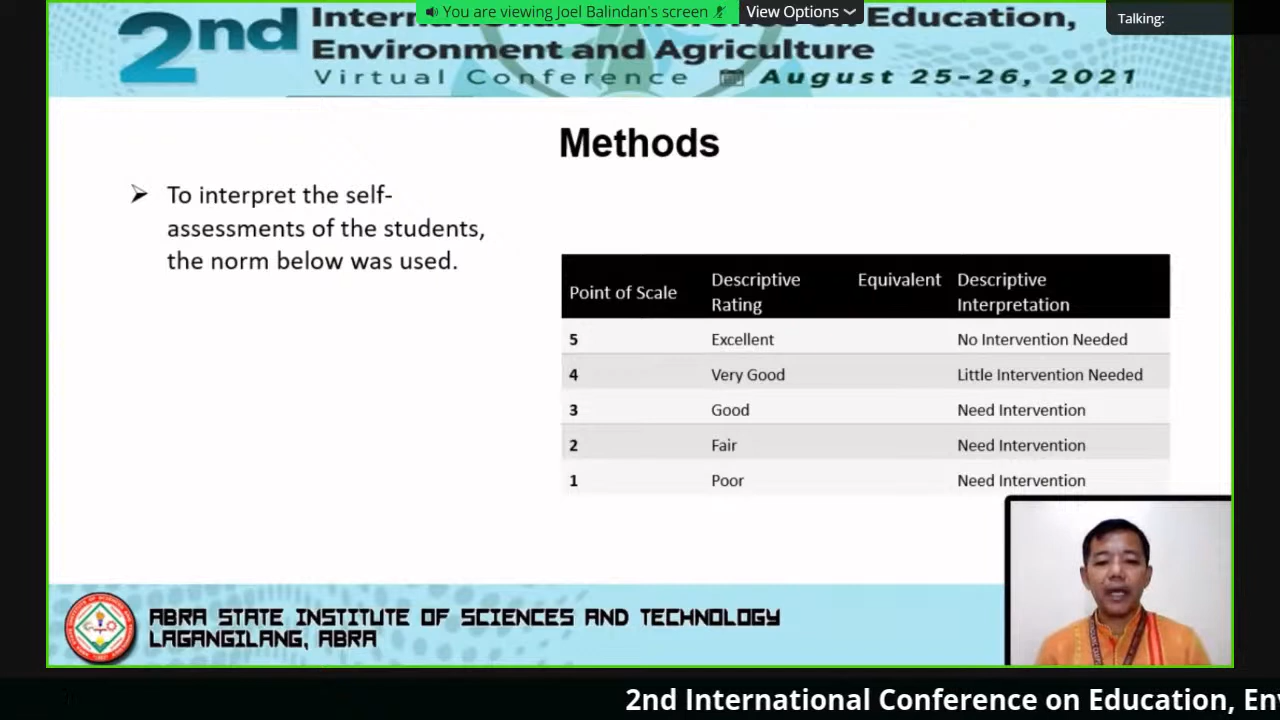 You are viewing Joel Balindan's screen
View Options
Talking:
2nd
International Education,
Environment and Agriculture
Virtual Conference August 25-26, 2021
Methods
To interpret the self-
assessments of the students,
the norm below was used.
Point of Scale Descriptive Equivalent Descriptive
Rating Interpretation
5 Excellent No Intervention Needed
4 Very Good Little Intervention Needed
3 Good Need Intervention
2 Fair Need Intervention
1 Poor Need Intervention
ABRA STATE INSTITUTE OF SCIENCES AND TECHNOLOGY
LAGANGILANG, ABRA
2nd International Conference on Education,